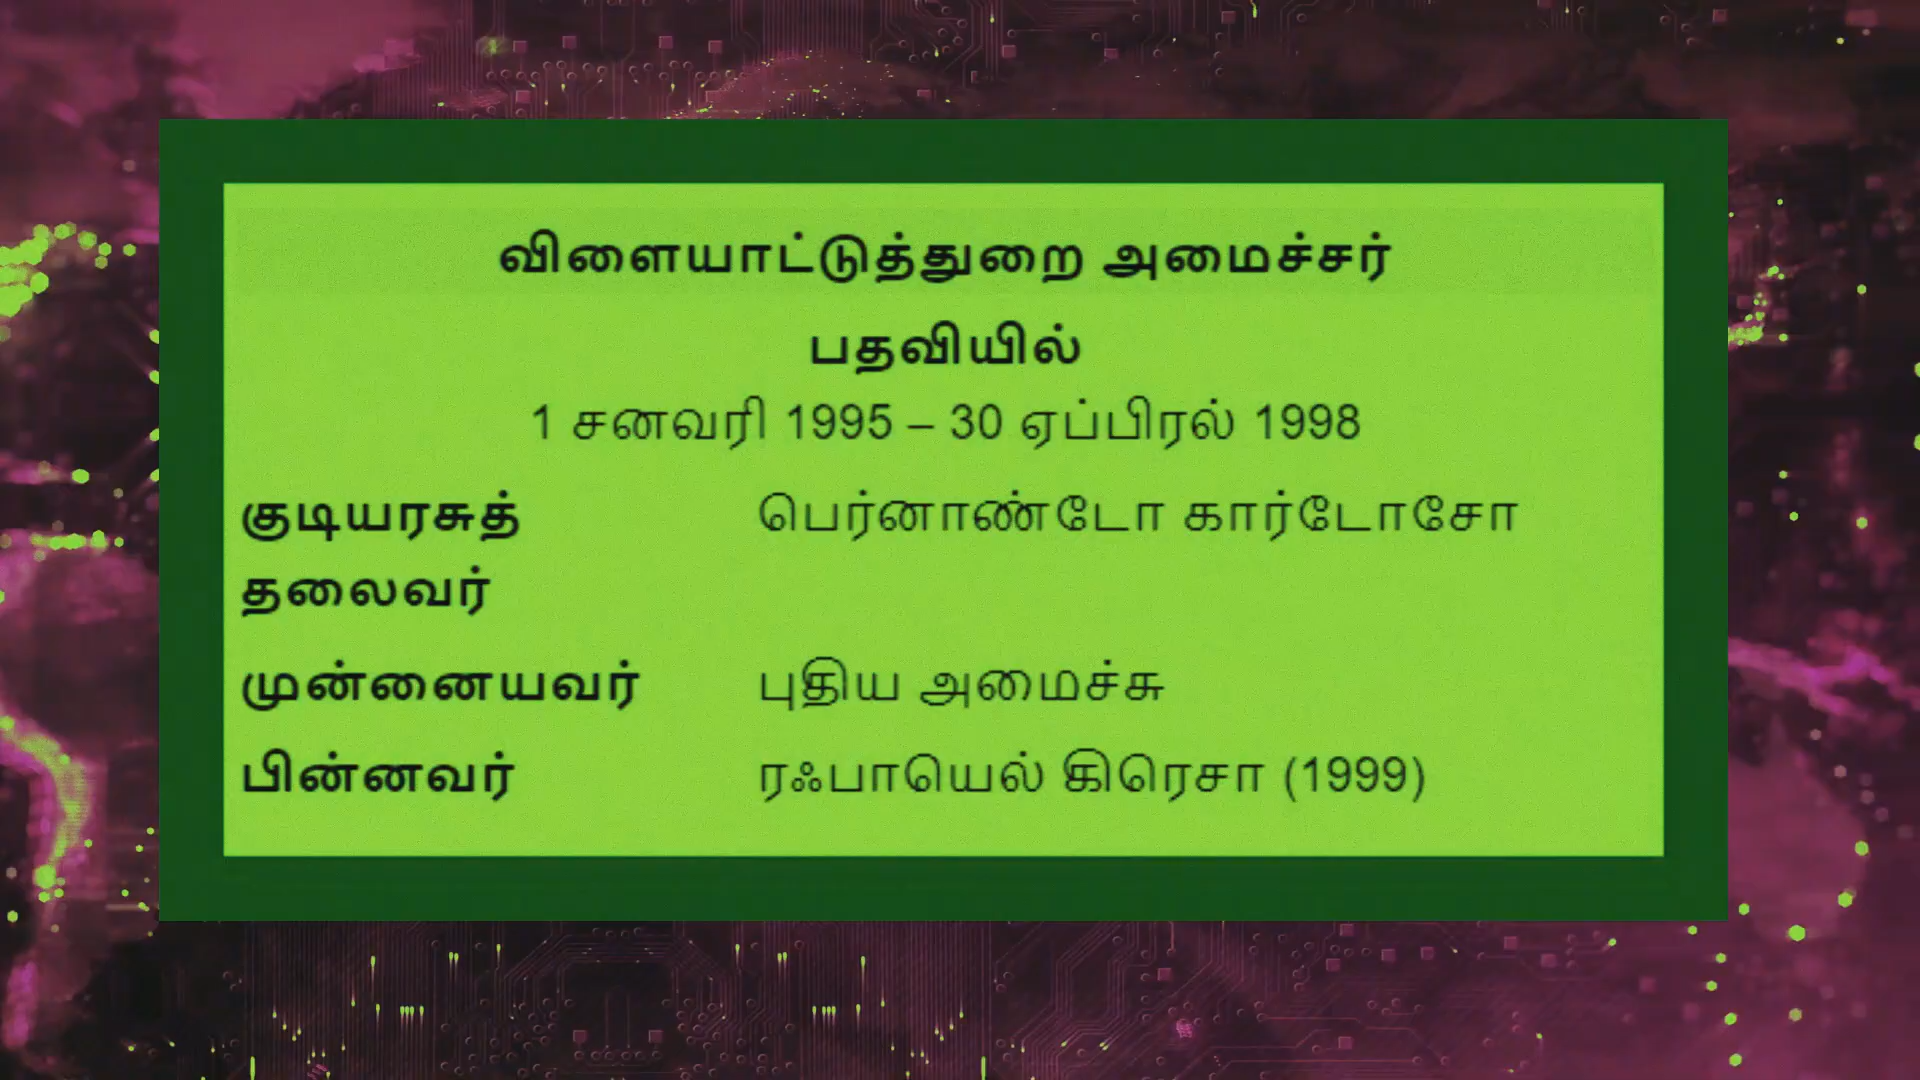 விளையாட்டுத்துறை அமைச்சர்
பதவியில்
1 சனவரி 1995 – 30 ஏப்பிரல் 1998
குடியரசுத் தலைவர் பெர்னாண்டோ கார்டோசோ
முன்னையவர் புதிய அமைச்சு
பின்னவர் ரஃபாயெல் கிரெசா (1999)